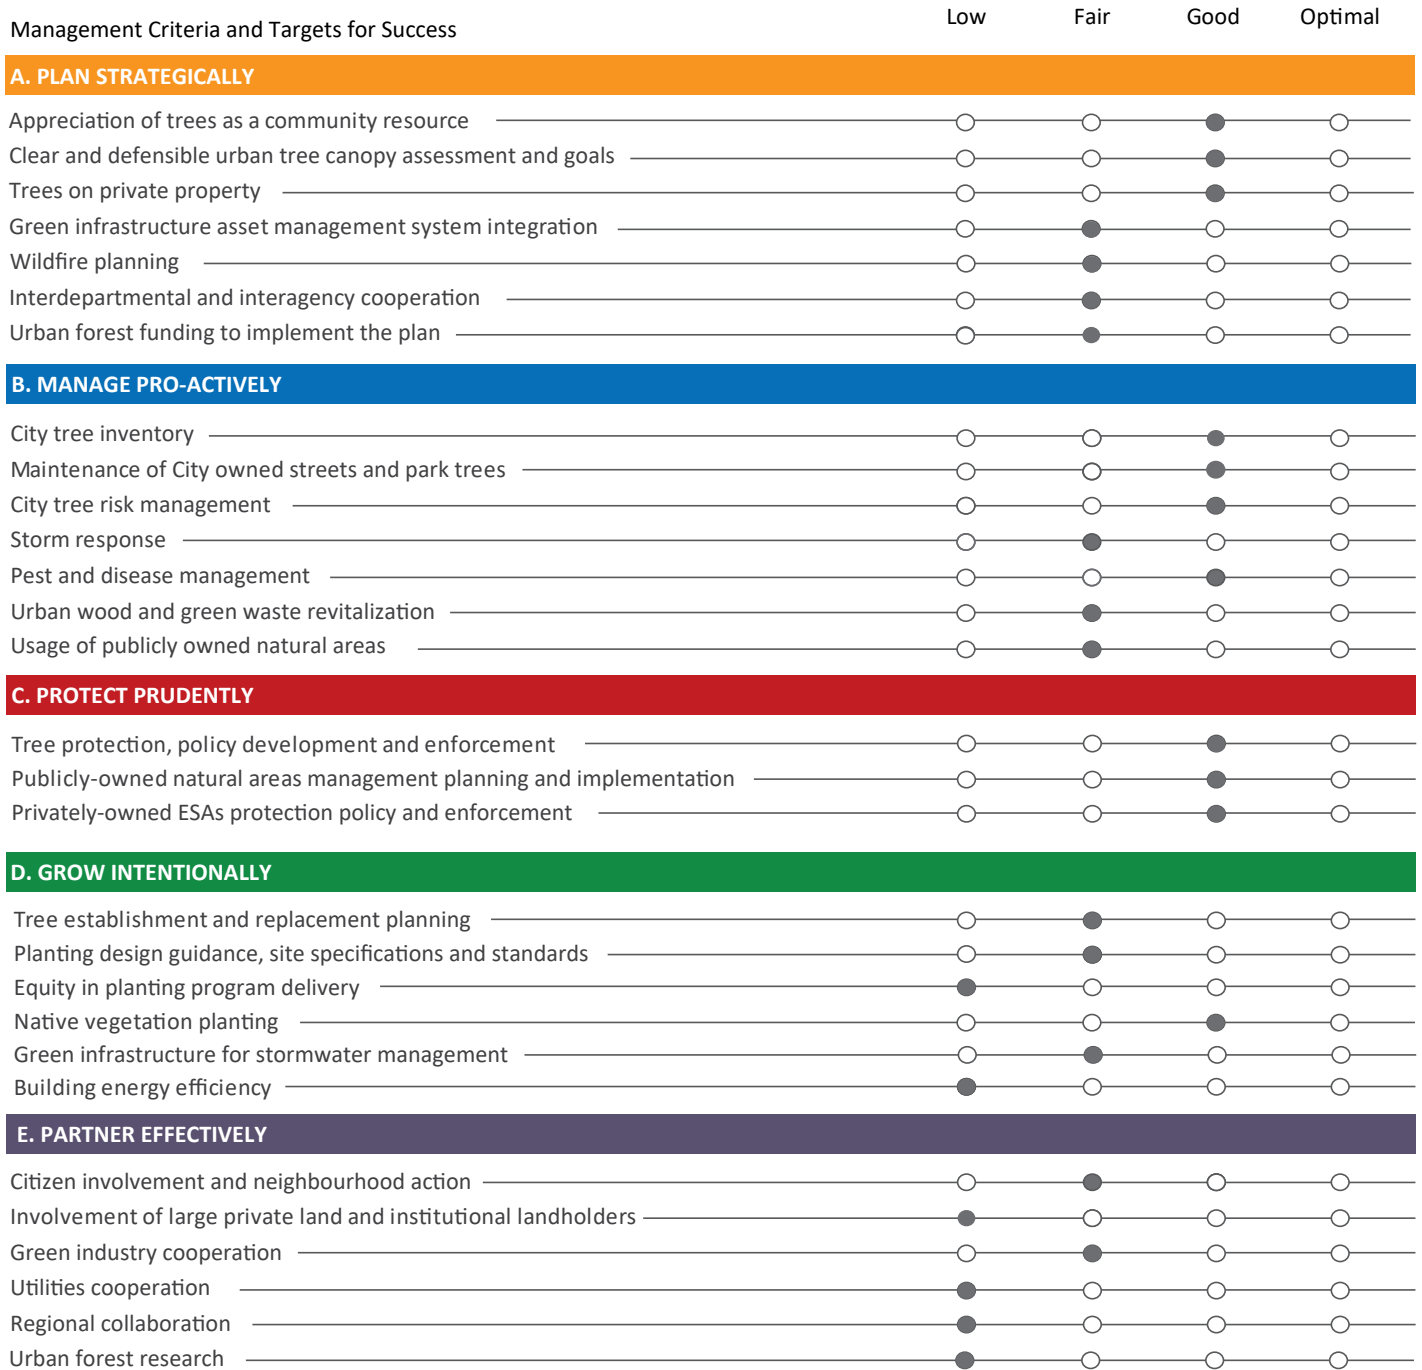 Low Fair Good Optimal
Management Criteria and Targets for Success
A. PLAN STRATEGICALLY
Appreciation of trees as a community resource
Clear and defensible urban tree canopy assessment and goals
Trees on private property
Green infrastructure asset management system integration
Wildfire planning
Interdepartmental and interagency cooperation
Urban forest funding to implement the plan
B. MANAGE PRO-ACTIVELY
City tree inventory
Maintenance of City owned streets and park trees
City tree risk management
Storm response
Pest and disease management
Urban wood and green waste revitalization
Usage of publicly owned natural areas
C. PROTECT PRUDENTLY
Tree protection, policy development and enforcement
Publicly-owned natural areas management planning and implementation
Privately-owned ESAs protection policy and enforcement
D. GROW INTENTIONALLY
Tree establishment and replacement planning
Planting design guidance, site specifications and standards
Equity in planting program delivery
Native vegetation planting
Green infrastructure for stormwater management
Building energy efficiency
E. PARTNER EFFECTIVELY
Citizen involvement and neighbourhood action
Involvement of large private land and institutional landholders
Green industry cooperation
Utilities cooperation
Regional collaboration
Urban forest research